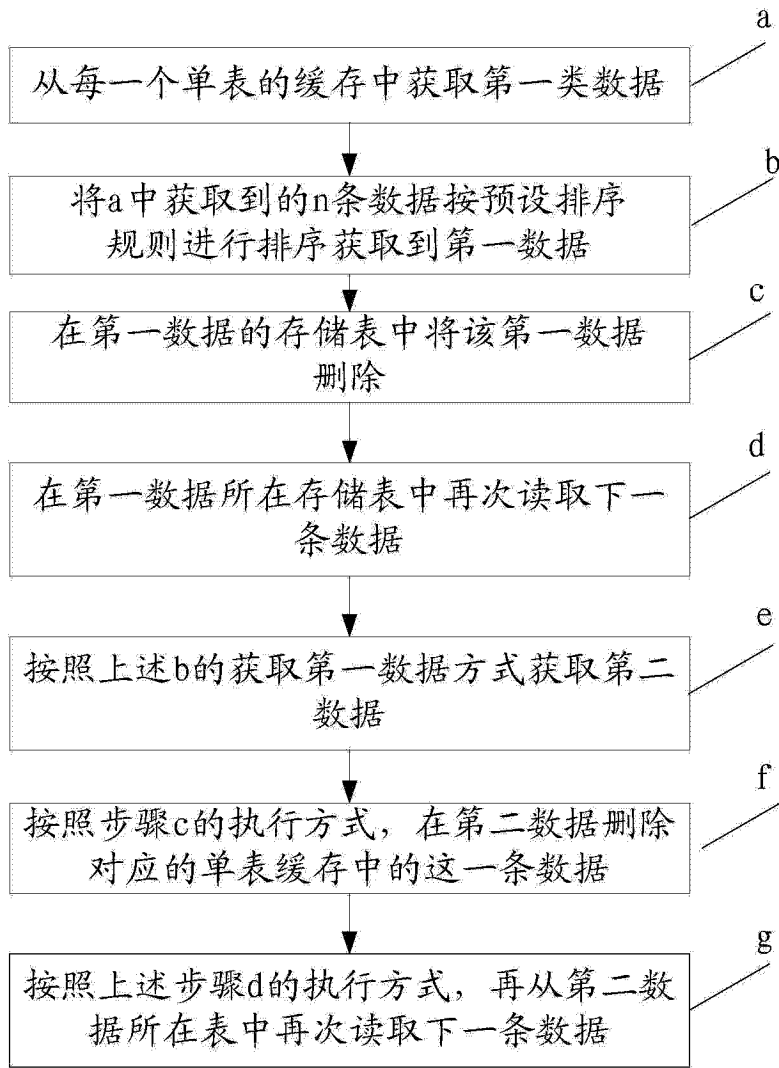 a
从每一个单表的缓存中获取第一类数据
b
将a中获取到的n条数据按预设排序
规则进行排序获取到第一数据
c
在第一数据的存储表中将该第一数据
删除
d
在第一数据所在存储表中再次读取下一
条数据
e
按照上述b的获取第一数据方式获取第二
数据
f
按照步骤c的执行方式，在第二数据删除
对应的单表缓存中的这一条数据
g
按照上述步骤d的执行方式，再从第二数
据所在表中再次读取下一条数据